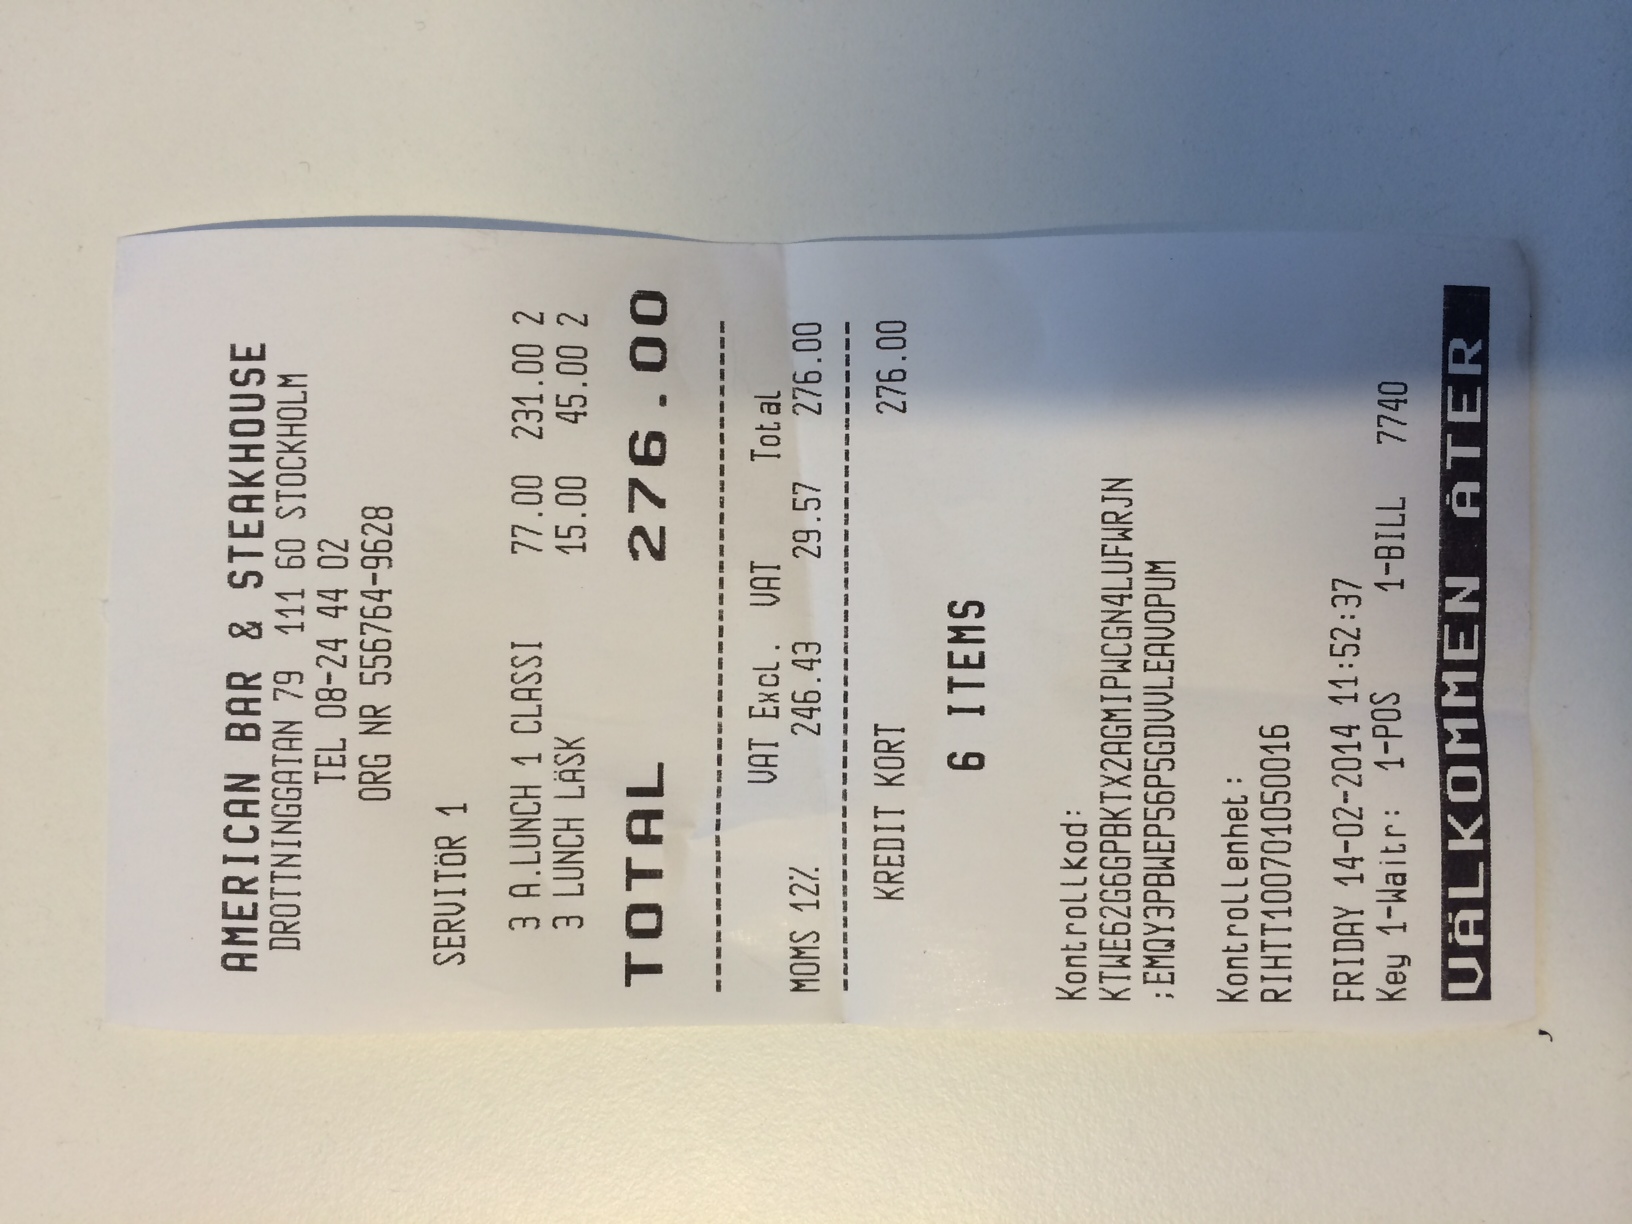 AMERICAN BAR & STEAKHOUSE
DROTTNINGGATAN 79 111 60 STOCKHOLM
TEL 08-24 44 02
ORG NR 556764-9628
SERVITÖR 1
3 A.LUNCH 1 CLASSI 77.00 231.00 2
3 LUNCH LÄSK 15.00 45.00 2
TOTAL 276.00
VAT Excl. VAT Total
MOMS 12% 246.43 29.57 276.00
KREDIT KORT 276.00
6 ITEMS
Kontrollkod:
KTWE62G6GPBKTX2AGMIPWCGN4LUFWRJN
;EMQY3PBWEP56P5GDVVLEAVOPUM
Kontrollenhet:
RIHTT100701050016
FRIDAY 14-02-2014 11:52:37
Key 1-Waitr: 1-POS 1-BILL 7740
VÄLKOMMEN ÅTER